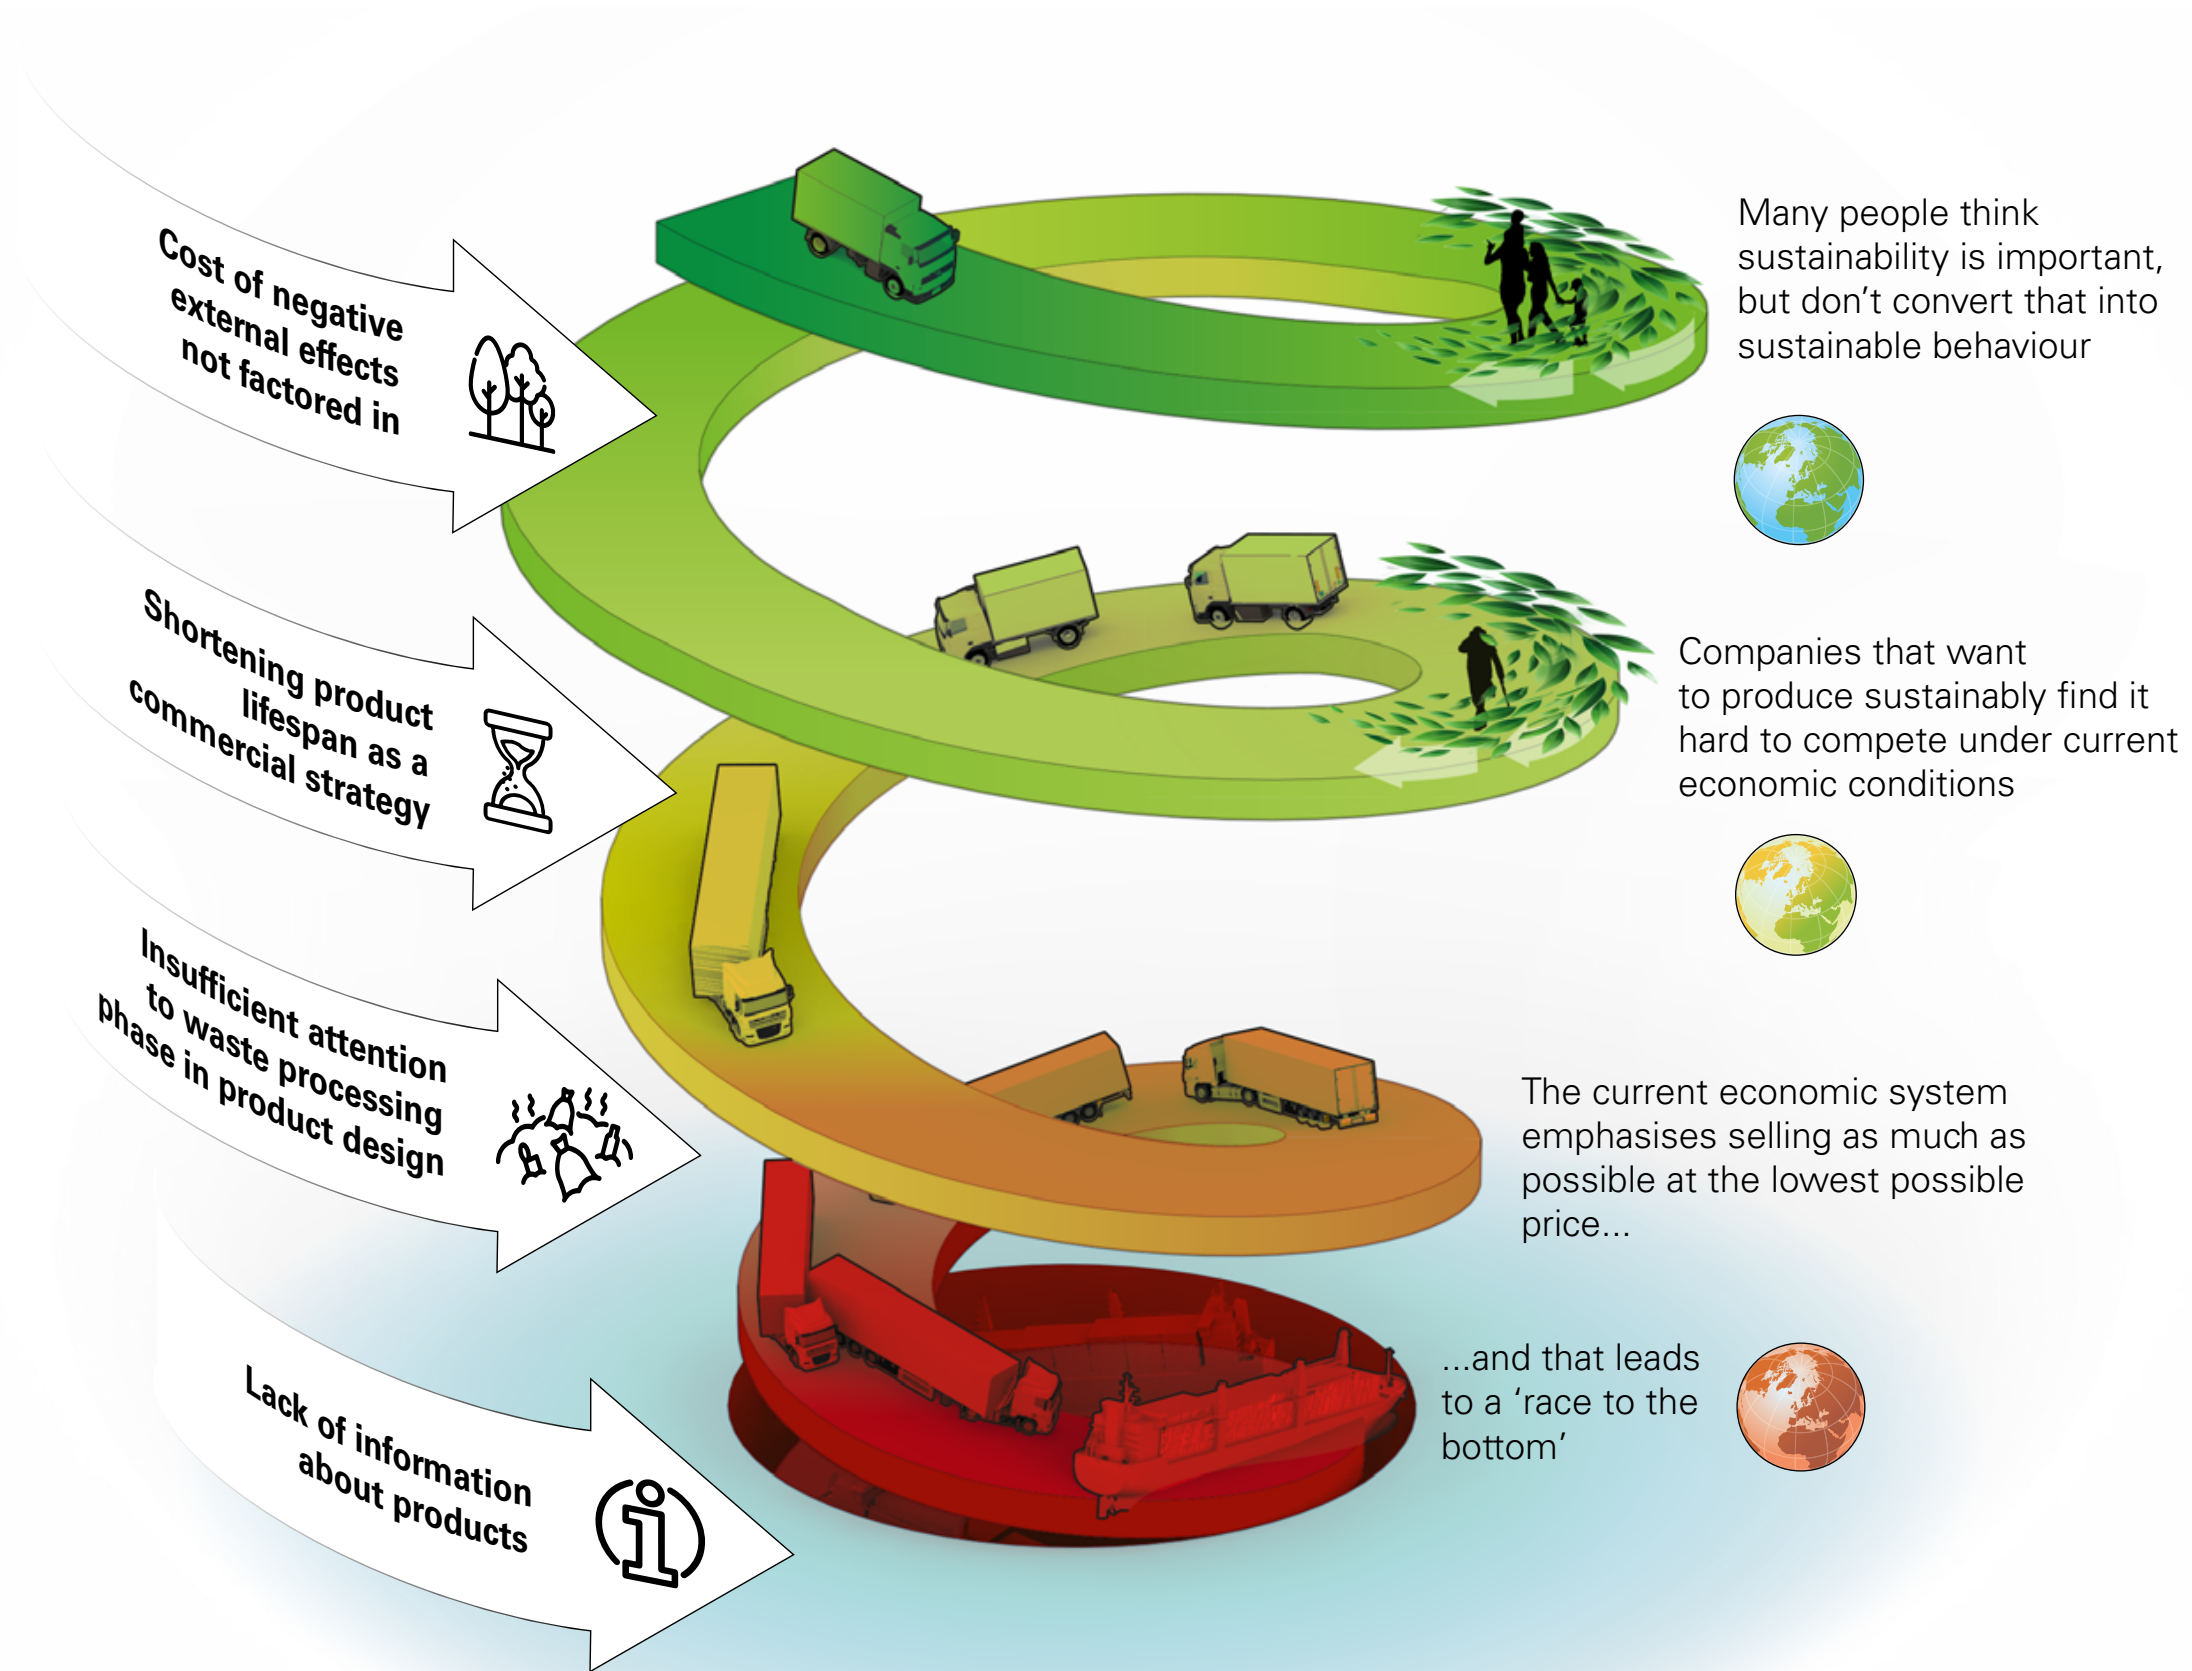 Cost of negative
external effects
not factored in
Many people think
sustainability is important,
but don’t convert that into
sustainable behaviour
Shortening product
lifespan as a
commercial strategy
Companies that want
to produce sustainably find it
hard to compete under current
economic conditions
Insufficient attention
to waste processing
phase in product design
The current economic system
emphasises selling as much as
possible at the lowest possible
price...
Lack of information
about products
...and that leads
to a ‘race to the
bottom’